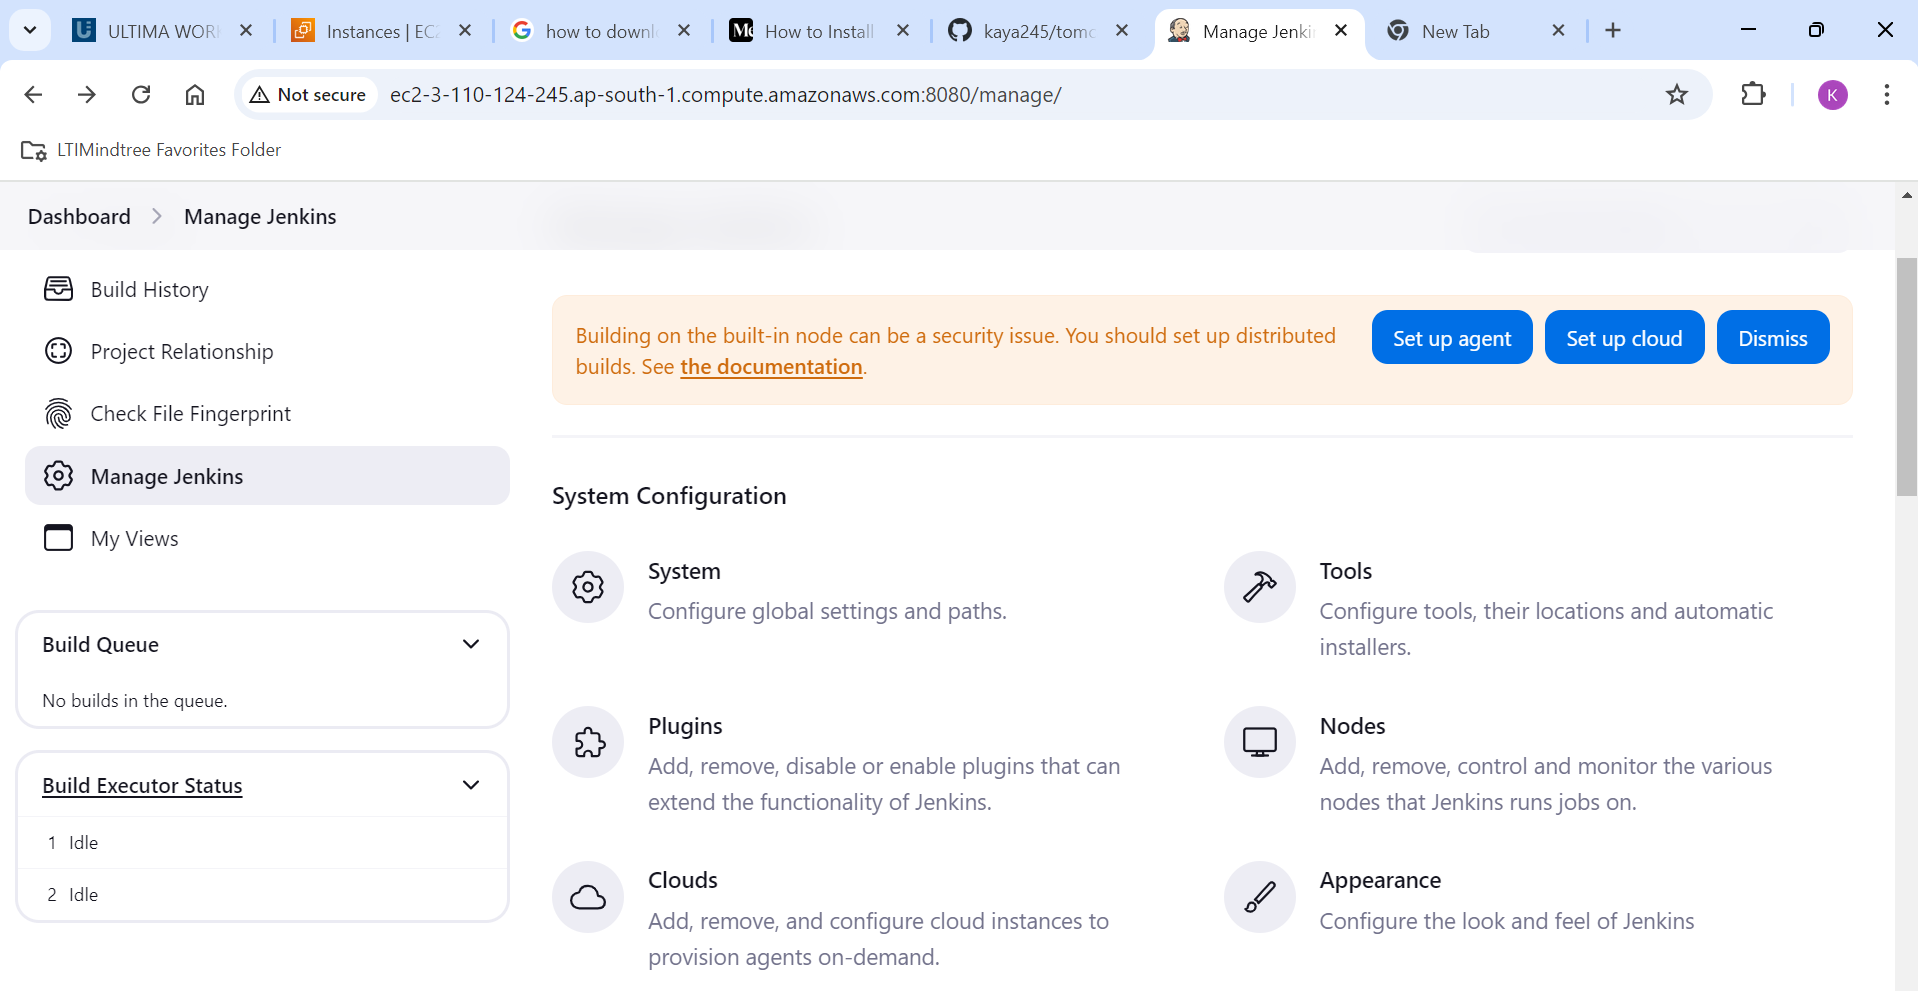 ULTIMA WOR
Instances | EC
how to downl
Me
How to Install
kaya245/tomc
Manage Jenki
New Tab
Not secure
ec2-3-110-124-245.ap-south-1.compute.amazonaws.com:8080/manage/
K
LTIMindtree Favorites Folder
Dashboard
Manage Jenkins
Build History
Project Relationship
Check File Fingerprint
Manage Jenkins
My Views
Build Queue
No builds in the queue.
Build Executor Status
1 Idle
2 Idle
Building on the built-in node can be a security issue. You should set up distributed
builds. See the documentation.
Set up agent
Set up cloud
Dismiss
System Configuration
System
Configure global settings and paths.
Tools
Configure tools, their locations and automatic
installers.
Plugins
Add, remove, disable or enable plugins that can
extend the functionality of Jenkins.
Nodes
Add, remove, control and monitor the various
nodes that Jenkins runs jobs on.
Clouds
Add, remove, and configure cloud instances to
provision agents on-demand.
Appearance
Configure the look and feel of Jenkins